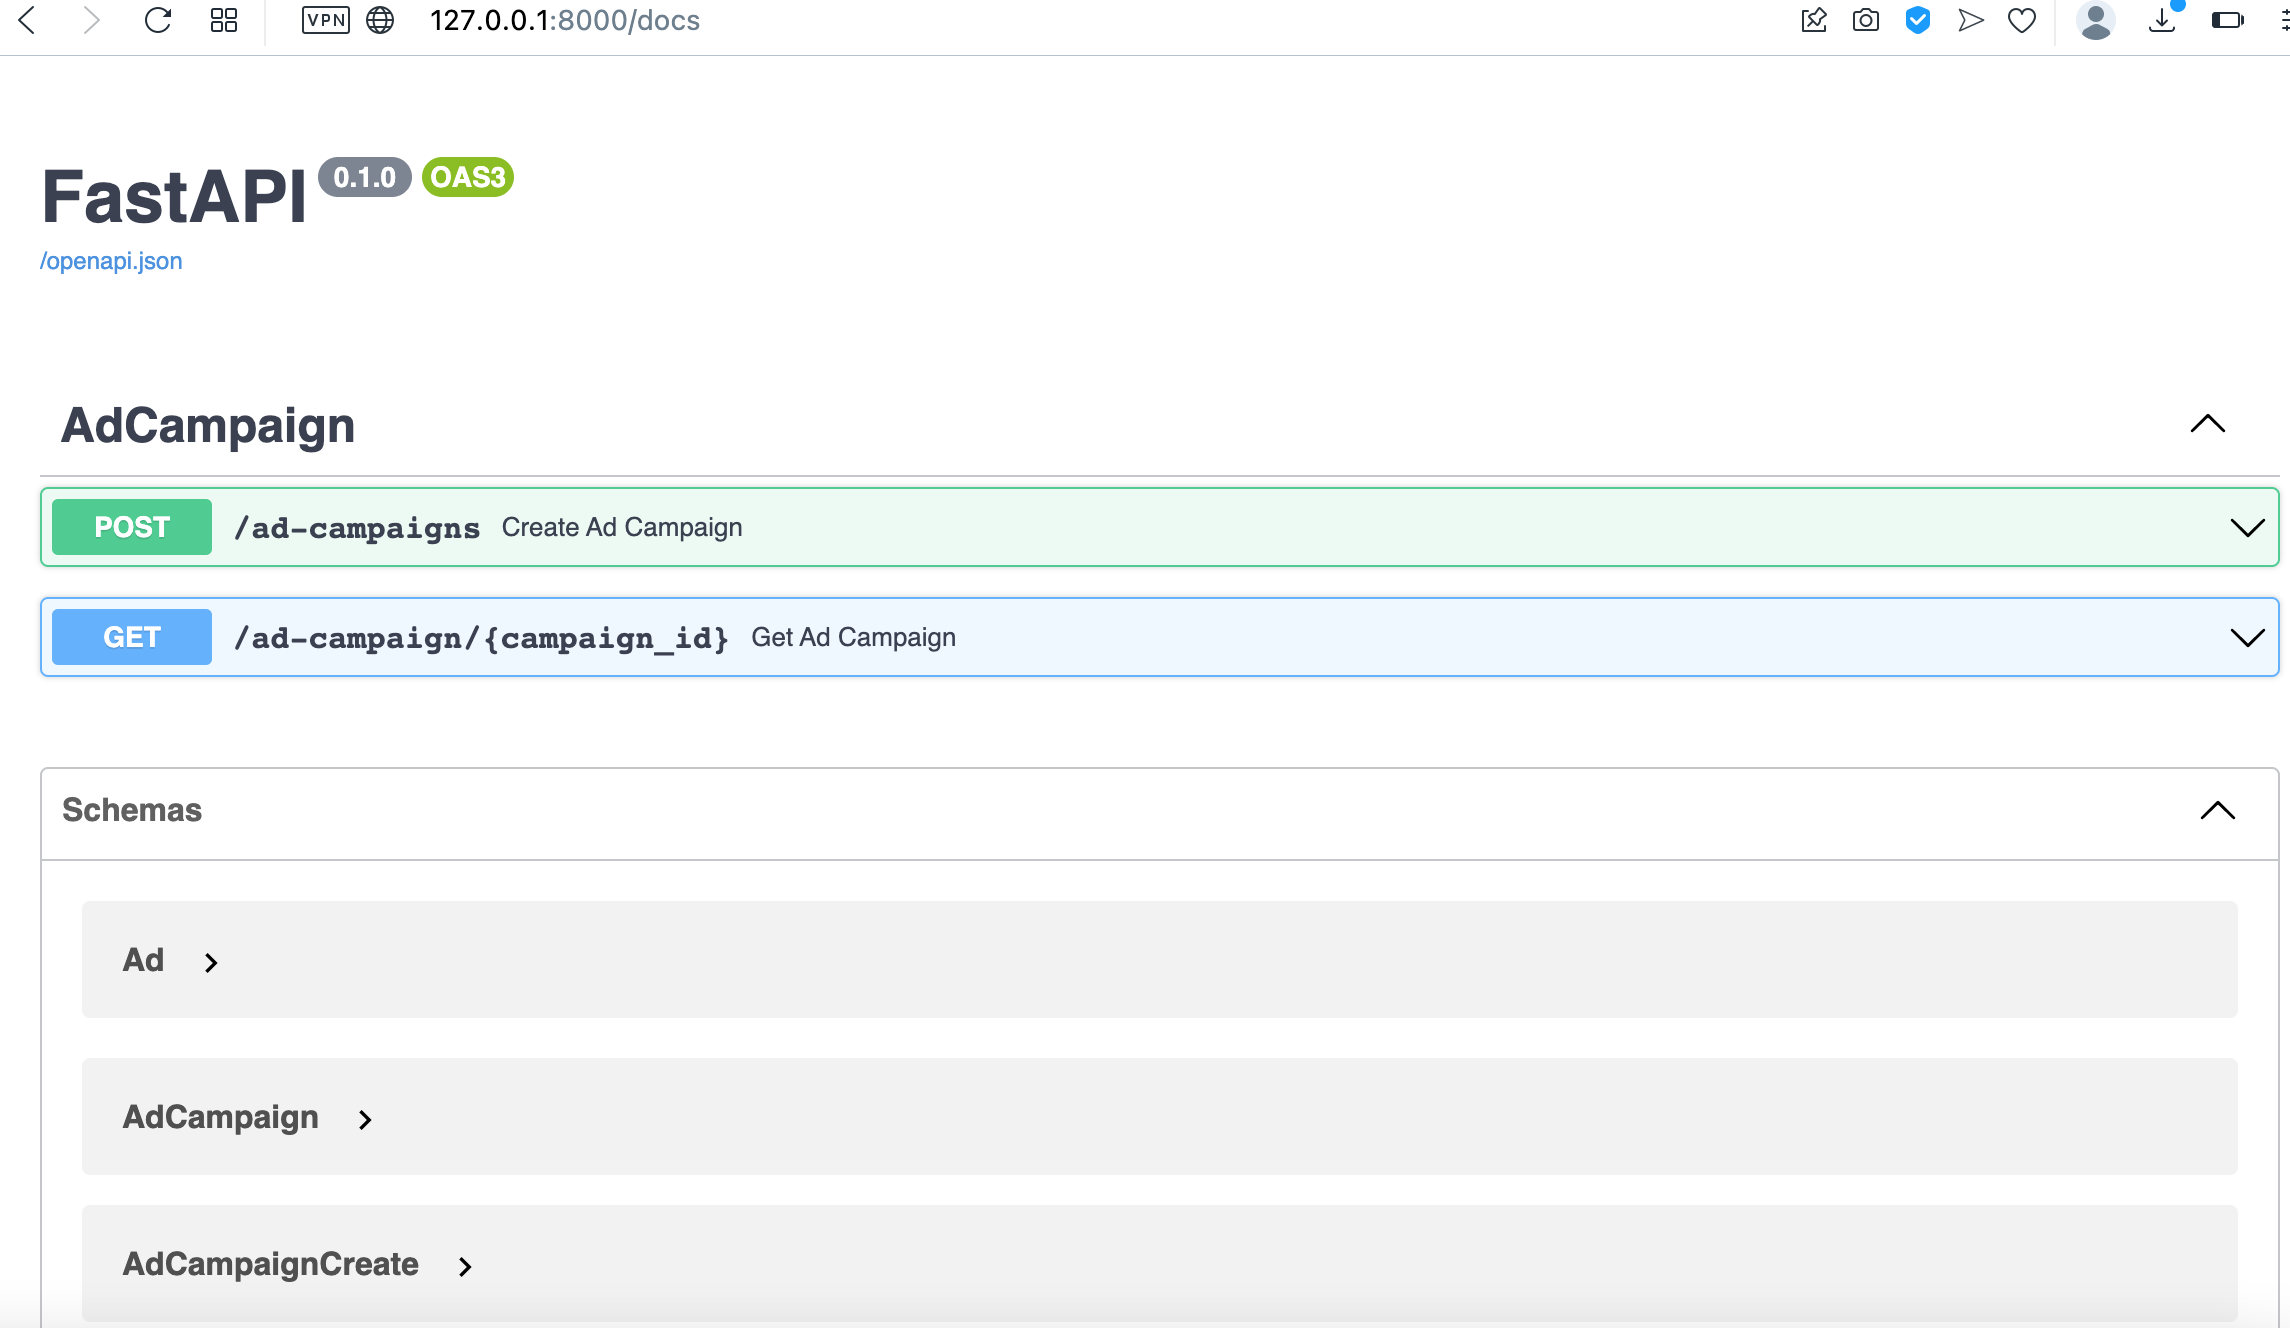 VPN 127.0.0.1:8000/docs
FastAPI 0.1.0 OAS3
/openapi.json
AdCampaign
POST /ad-campaigns Create Ad Campaign
GET /ad-campaign/{campaign_id} Get Ad Campaign
Schemas
Ad
AdCampaign
AdCampaignCreate